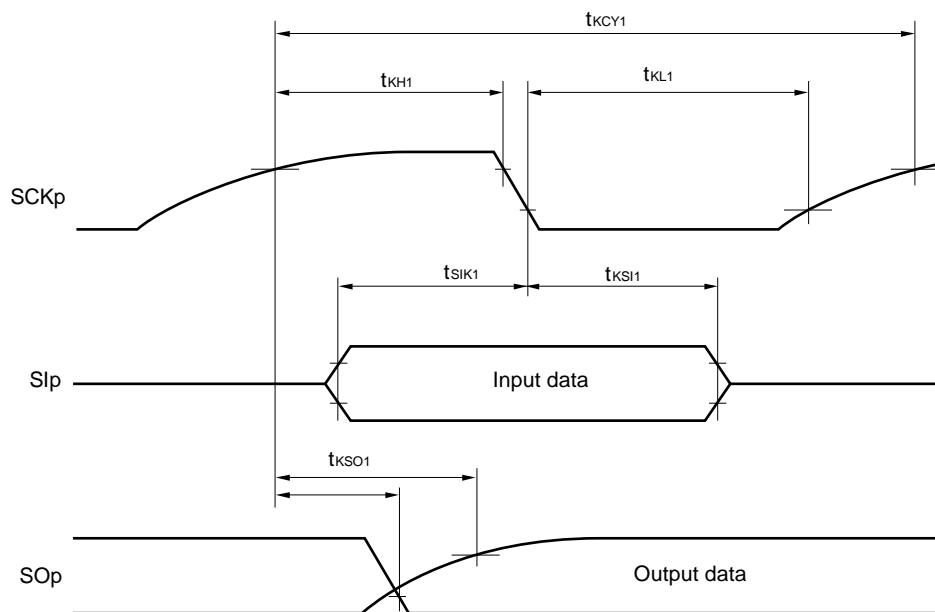 tKCY1
tKH1
tKL1
SCKp
tSIK1
tKSI1
SIp
Input data
tKSO1
SOp
Output data